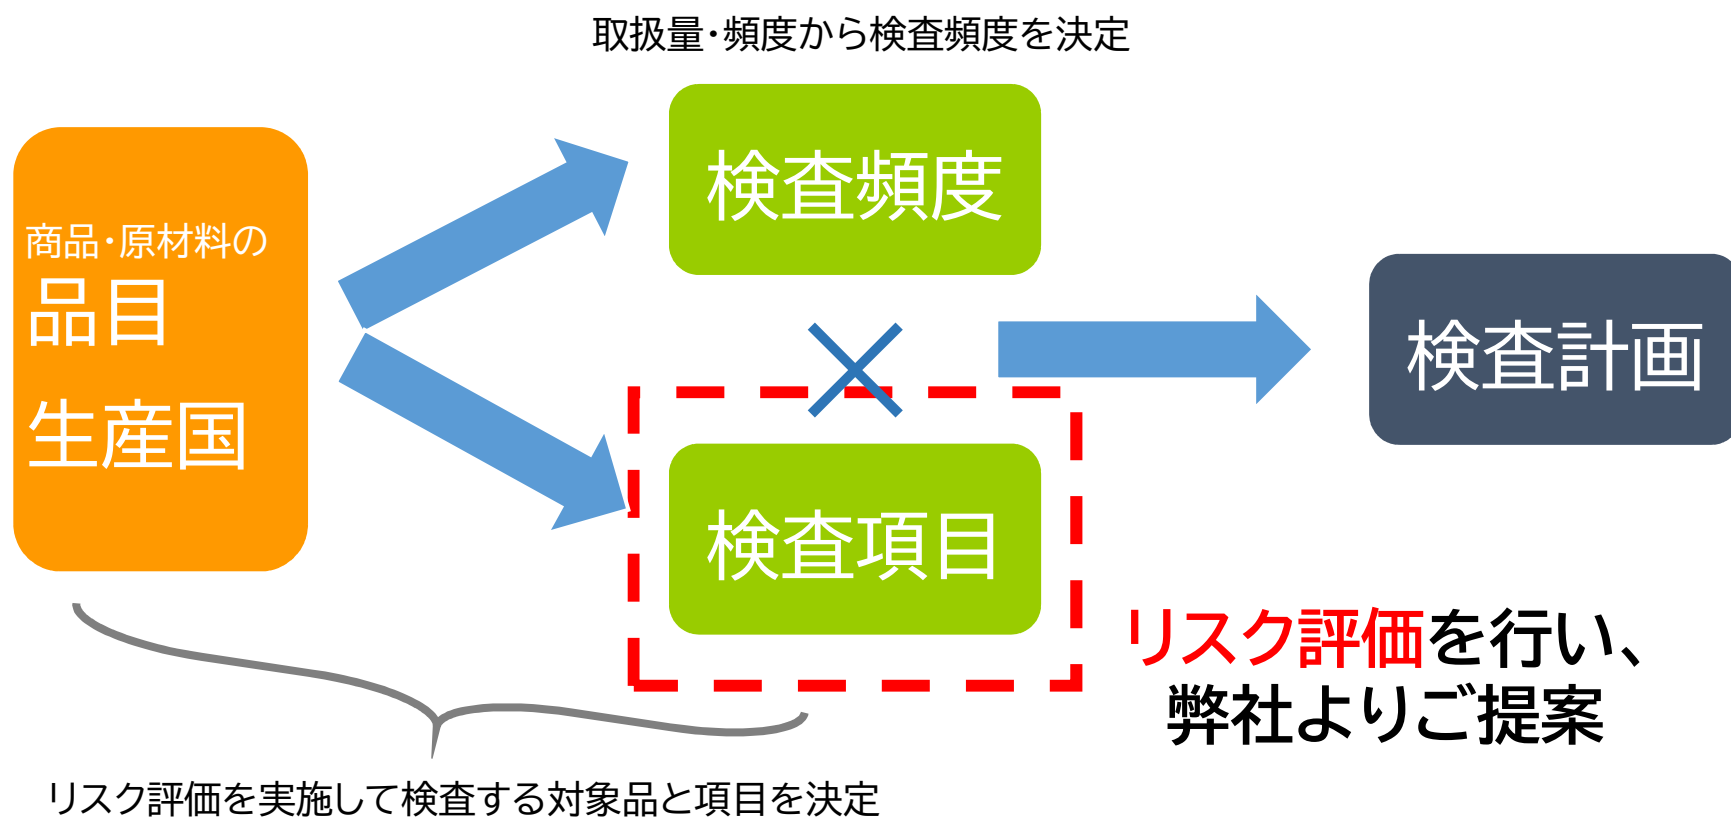 取扱量・頻度から検査頻度を決定
検査頻度
商品・原材料の
品目
生産国
検査計画
検査項目
リスク評価を行い、
弊社よりご提案
リスク評価を実施して検査する対象品と項目を決定